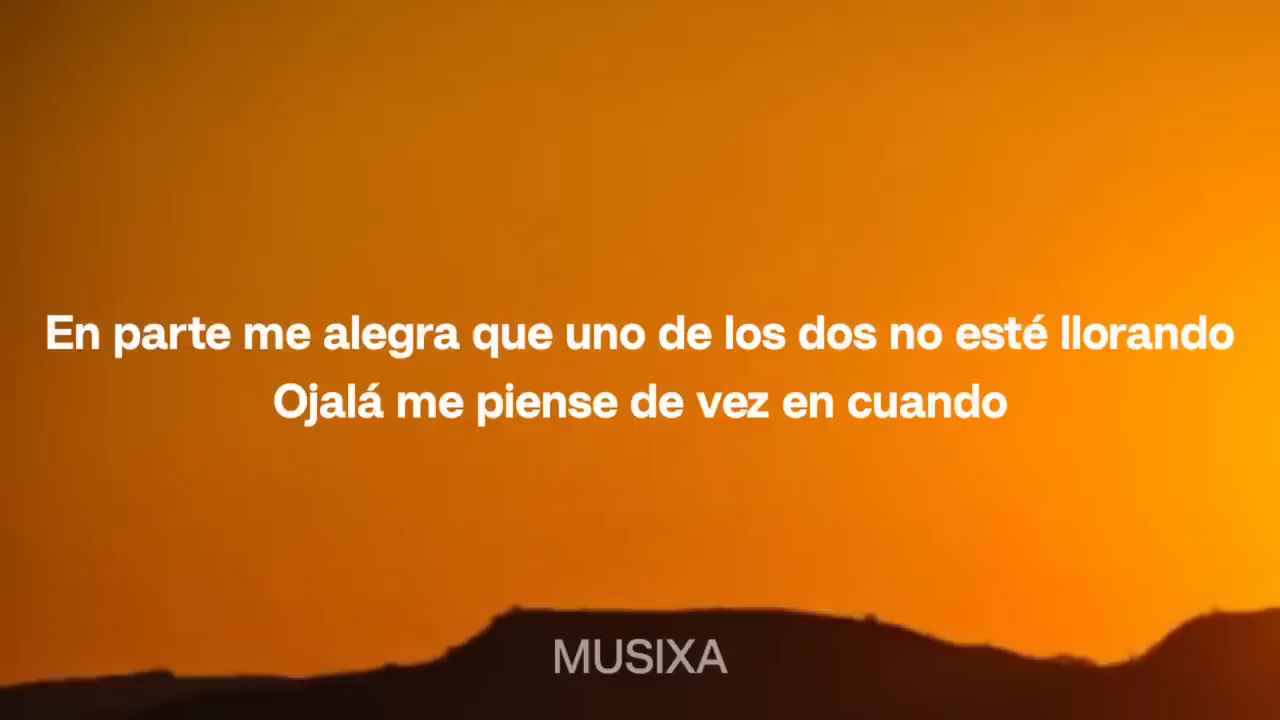 En parte me alegra que uno de los dos no esté llorando
Ojalá me piense de vez en cuando
MUSIXA